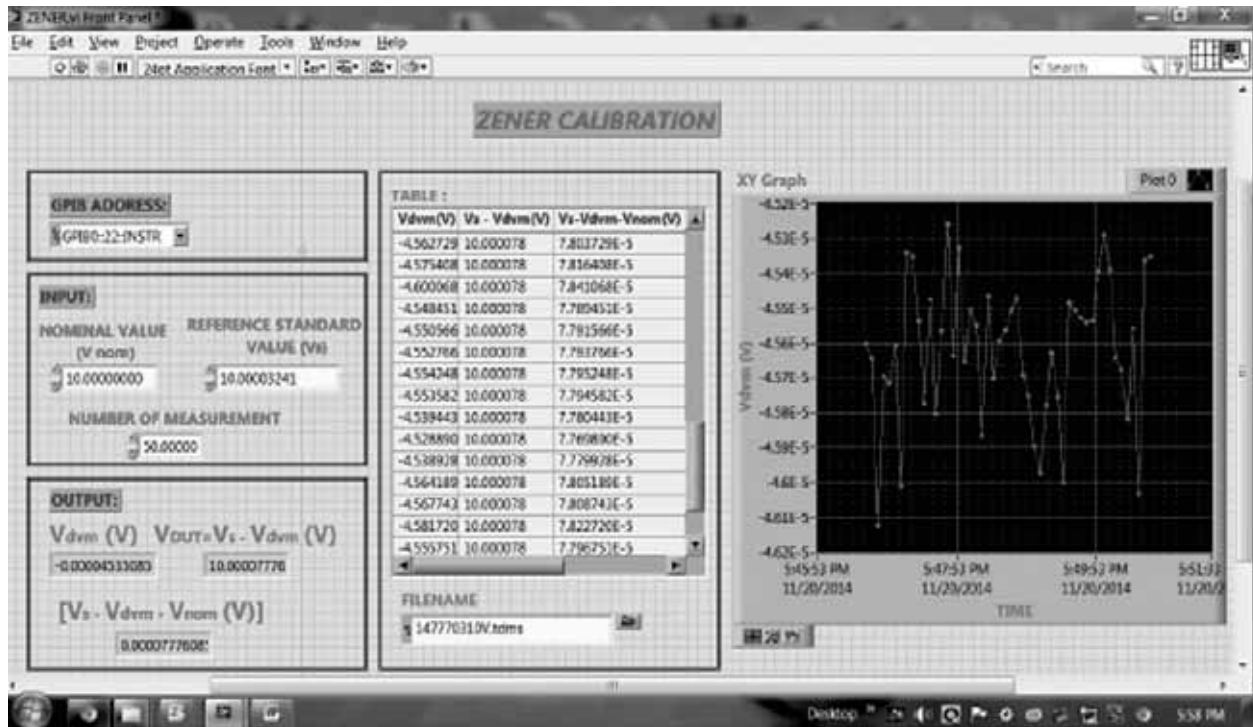 ZENER.vi Front Panel *
File Edit View Project Operate Tools Window Help
24pt Application Font
Search
ZENER CALIBRATION
GPIB ADDRESS:
GPIB0::22::INSTR
INPUT:
NOMINAL VALUE
(V nom)
10.00000000
REFERENCE STANDARD
VALUE (Vs)
10.00003241
NUMBER OF MEASUREMENT
50.00000
OUTPUT:
Vdvm (V) VOUT=Vs - Vdvm (V)
10.00007776
[Vs - Vdvm - Vnom (V)]
TABLE :
Vdvm(V) Vs - Vdvm(V) Vs-Vdvm-Vnom(V)
-4.562729 10.000078 7.803729E-5
-4.575408 10.000078 7.816408E-5
-4.600068 10.000078 7.841068E-5
-4.548451 10.000078 7.789451E-5
-4.550566 10.000078 7.791566E-5
-4.552766 10.000078 7.793766E-5
-4.554248 10.000078 7.795248E-5
-4.553582 10.000078 7.794582E-5
-4.539443 10.000078 7.780443E-5
-4.528890 10.000078 7.769890E-5
-4.538928 10.000078 7.779928E-5
-4.564189 10.000078 7.805189E-5
-4.567743 10.000078 7.808743E-5
-4.581720 10.000078 7.822720E-5
-4.555751 10.000078 7.796751E-5
FILENAME
147770310V.tdms
XY Graph
Plot 0
Vdvm (V)
-4.52E-5
-4.53E-5
-4.54E-5
-4.55E-5
-4.56E-5
-4.57E-5
-4.58E-5
-4.59E-5
-4.6E-5
-4.61E-5
-4.62E-5
5:45:53 PM 5:47:53 PM 5:49:53 PM 5:51:53
11/20/2014 11/20/2014 11/20/2014 11/20/2
TIME
Desktop
5:58 PM